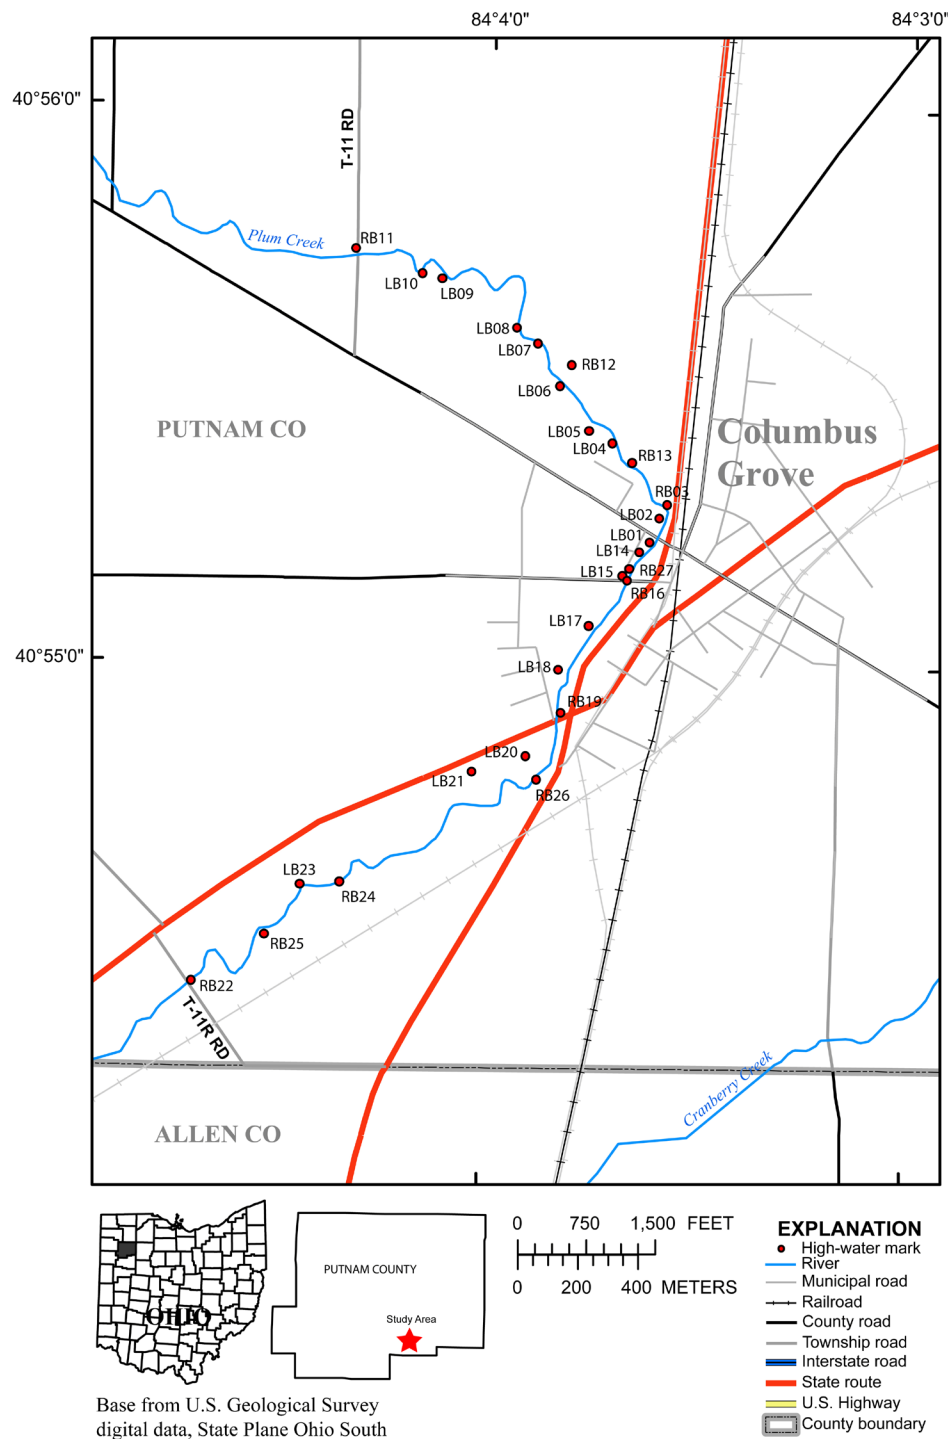 84°4'0"
84°3'0"
40°56'0"
T-11 RD
Plum Creek
RB11
LB10
LB09
LB08
LB07
RB12
LB06
PUTNAM CO
LB05
LB04
Columbus
Grove
RB13
RB03
LB02
LB01
LB14
LB15
RB27
RB16
LB17
40°55'0"
LB18
RB19
LB20
LB21
RB26
LB23
RB24
RB25
RB22
T-11R RD
Cranberry Creek
ALLEN CO
OHIO
PUTNAM COUNTY
Study Area
0 750 1,500 FEET
0 200 400 METERS
EXPLANATION
High-water mark
River
Municipal road
Railroad
County road
Township road
Interstate road
State route
U.S. Highway
County boundary
Base from U.S. Geological Survey
digital data, State Plane Ohio South